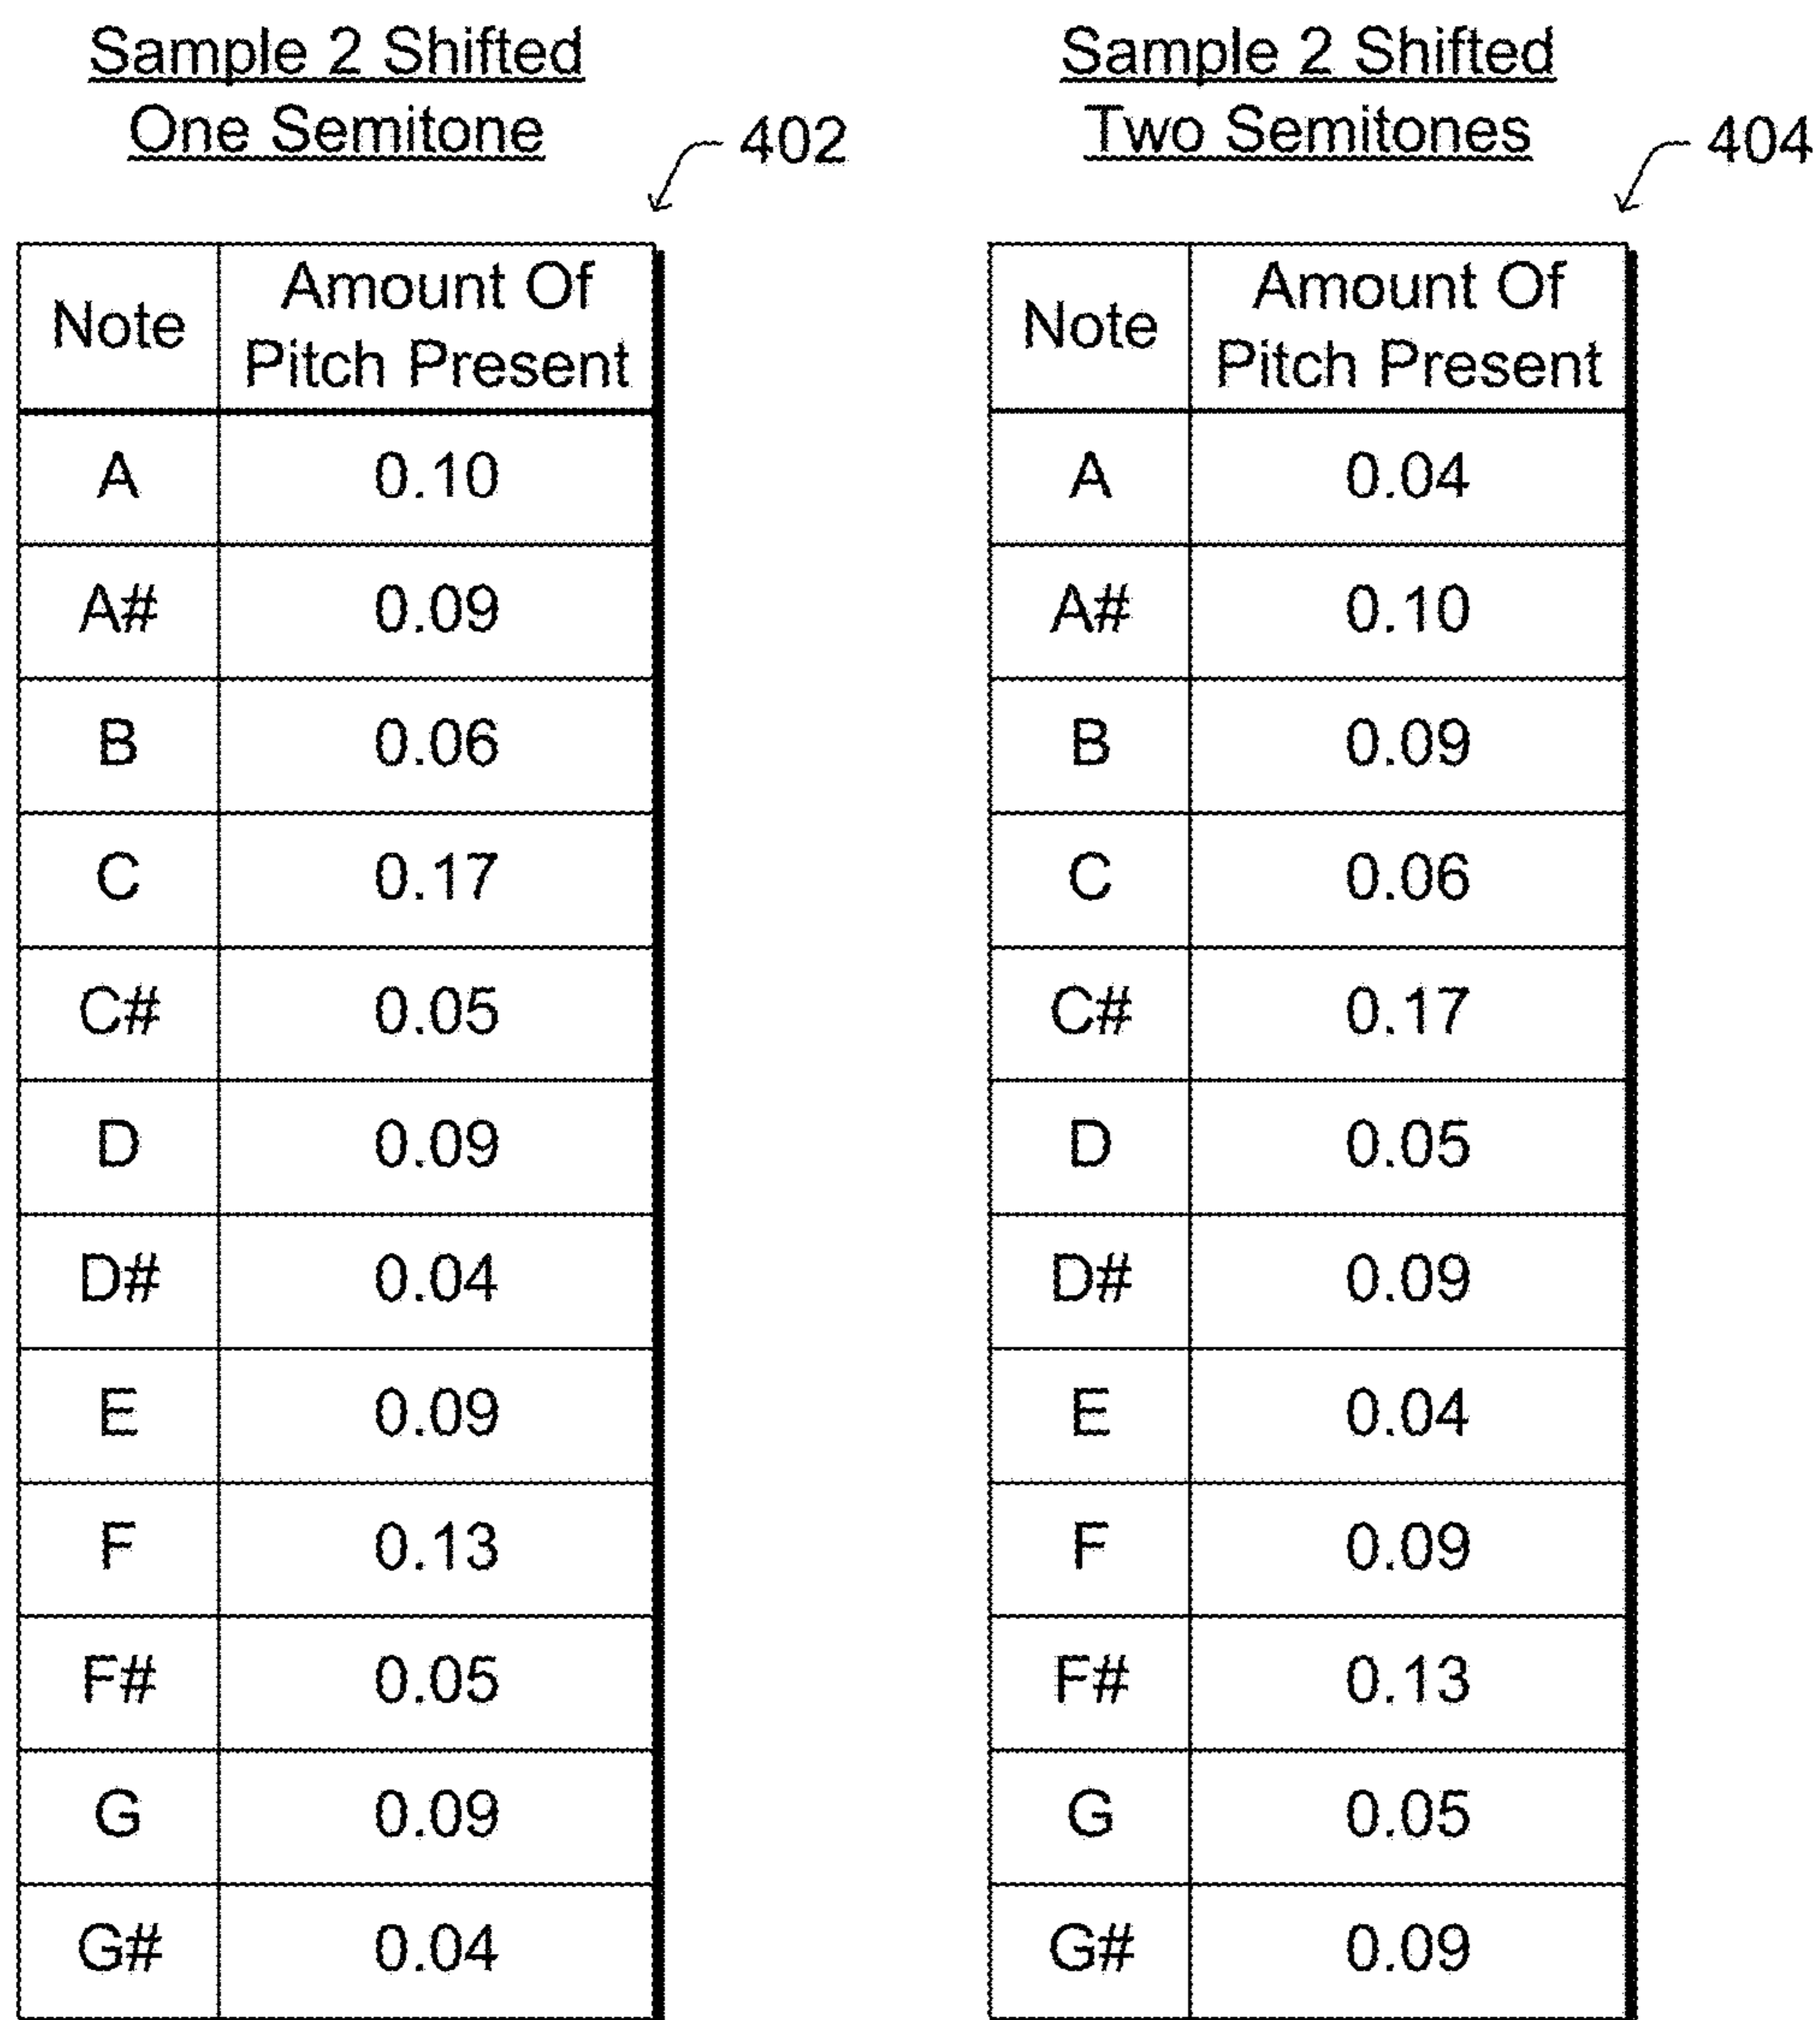 Sample 2 Shifted
One Semitone
402
Note Amount Of
Pitch Present
A 0.10
A# 0.09
B 0.06
C 0.17
C# 0.05
D 0.09
D# 0.04
E 0.09
F 0.13
F# 0.05
G 0.09
G# 0.04
Sample 2 Shifted
Two Semitones
404
Note Amount Of
Pitch Present
A 0.04
A# 0.10
B 0.09
C 0.06
C# 0.17
D 0.05
D# 0.09
E 0.04
F 0.09
F# 0.13
G 0.05
G# 0.09